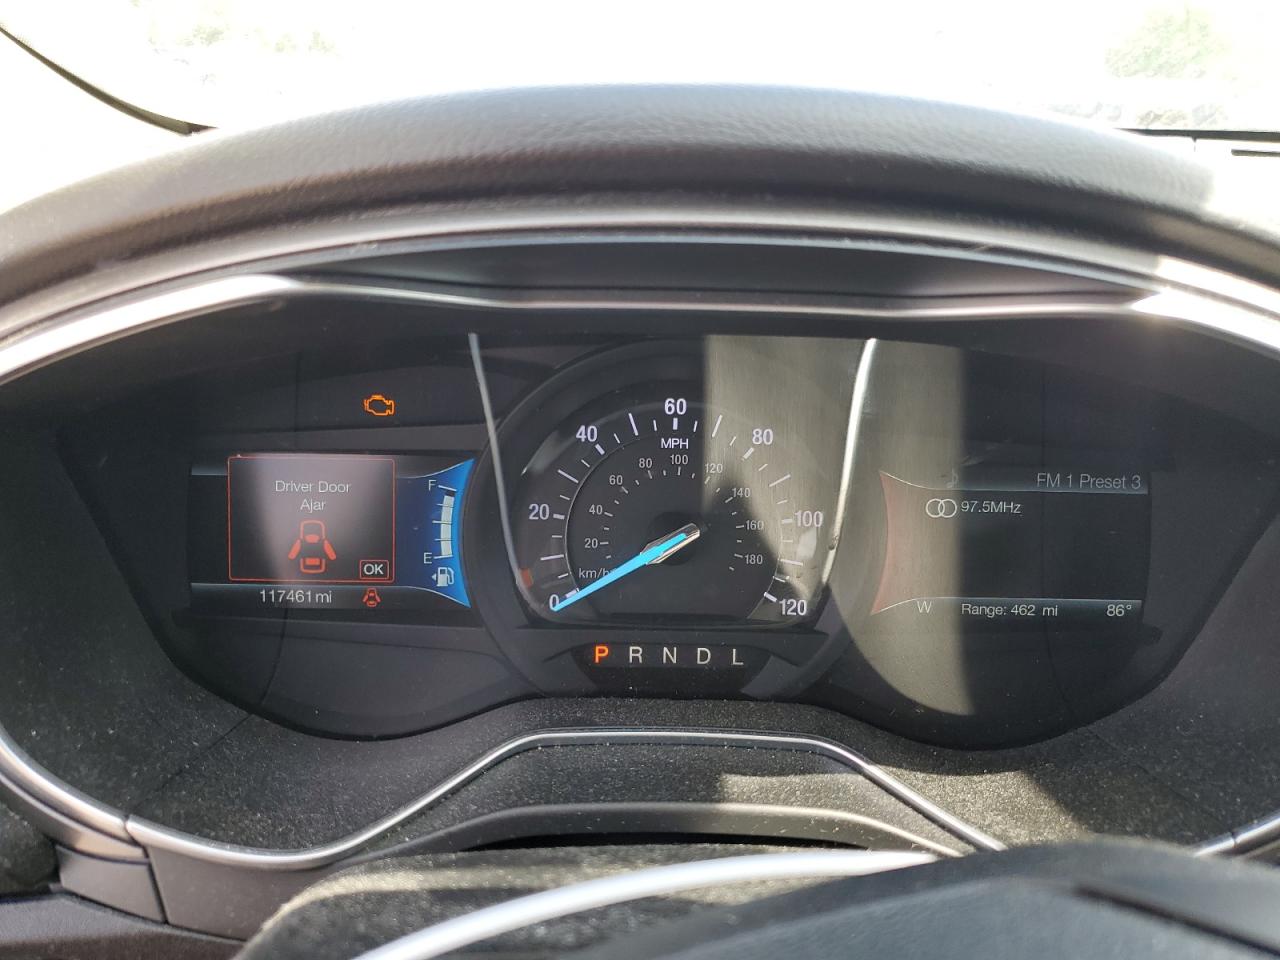 Driver Door
Ajar
OK
117461 mi
F
E
0
20
40
60
80
100
120
MPH
km/h
20
40
60
80
100
120
140
160
180
P R N D L
FM 1 Preset 3
97.5MHz
W
Range: 462 mi
86°